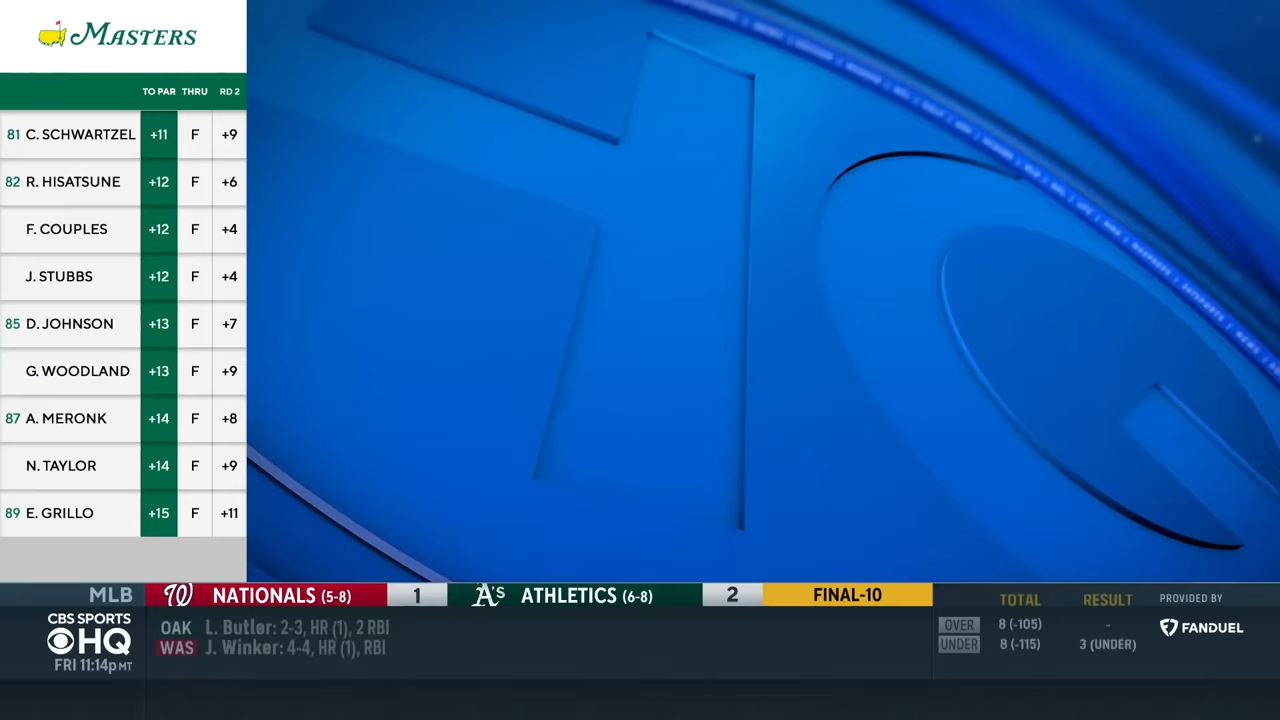 MASTERS
TO PAR THRU RD 2
81 C. SCHWARTZEL +11 F +9
82 R. HISATSUNE +12 F +6
F. COUPLES +12 F +4
J. STUBBS +12 F +4
85 D. JOHNSON +13 F +7
G. WOODLAND +13 F +9
87 A. MERONK +14 F +8
N. TAYLOR +14 F +9
89 E. GRILLO +15 F +11
MLB W NATIONALS (5-8) 1 A's ATHLETICS (6-8) 2 FINAL-10
CBS SPORTS
HQ
FRI 11:14p MT
OAK L. Butler: 2-3, HR (1), 2 RBI
WAS J. Winker: 4-4, HR (1), RBI
TOTAL RESULT
OVER 8 (-105) -
UNDER 8 (-115) 3 (UNDER)
PROVIDED BY
FANDUEL